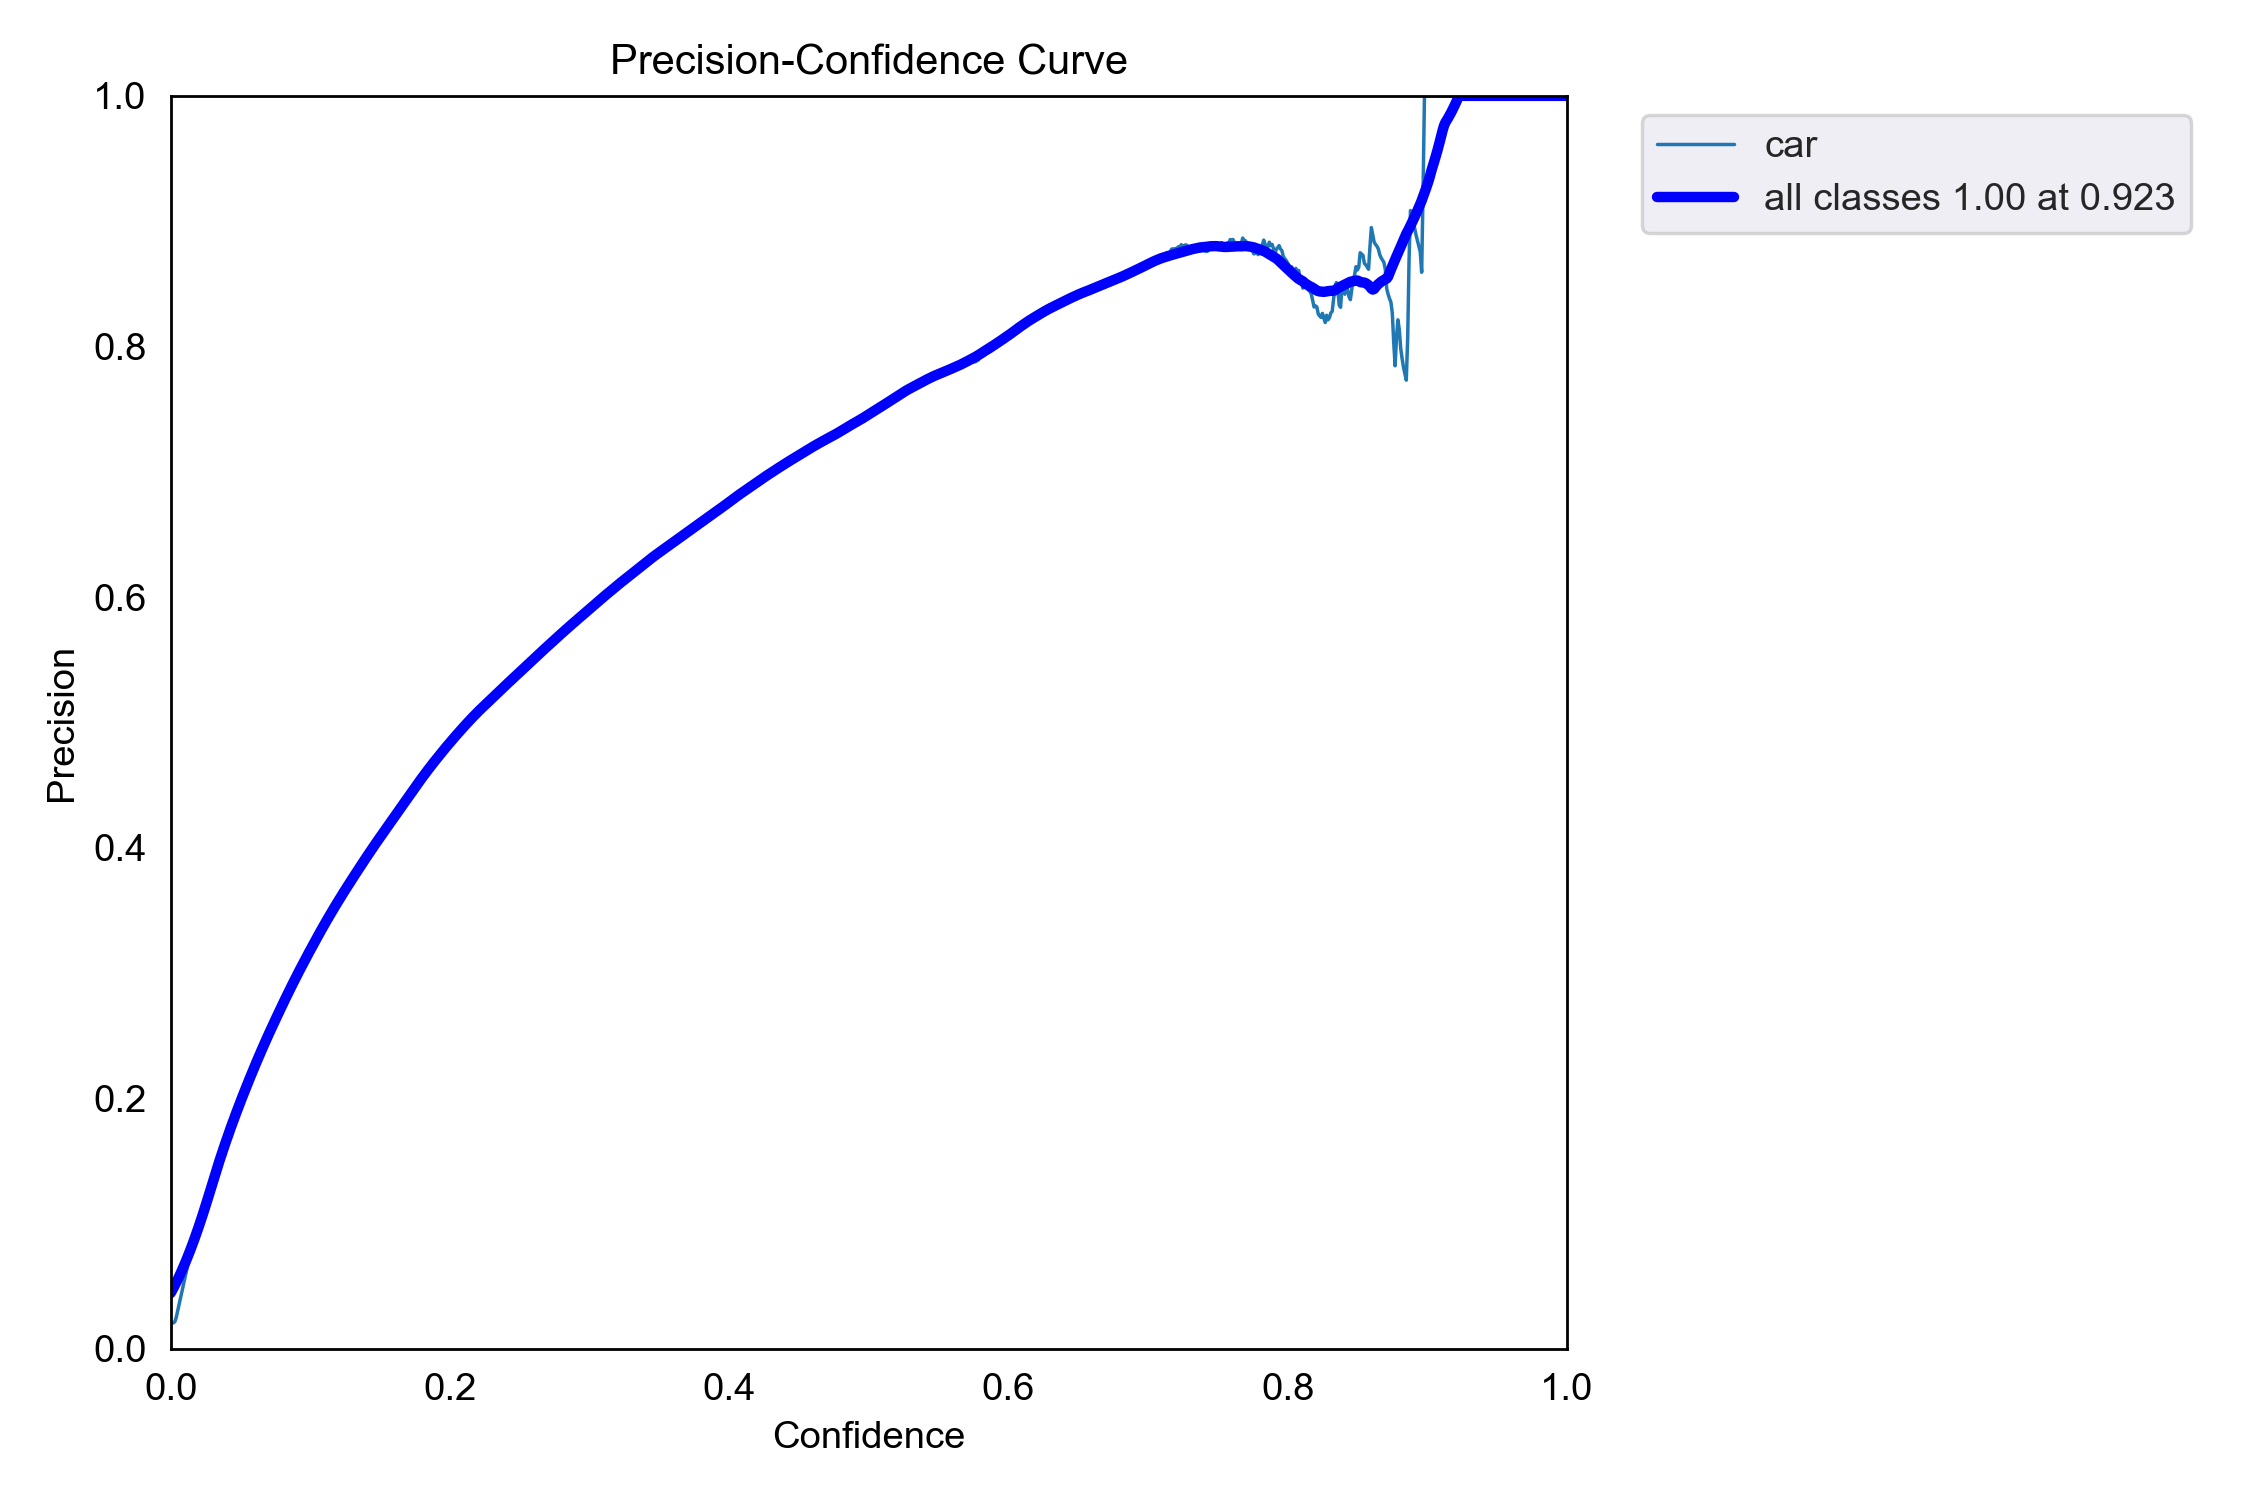 Precision-Confidence Curve
1.0
0.8
0.6
0.4
0.2
0.0
Precision
0.0 0.2 0.4 0.6 0.8 1.0
Confidence
car
all classes 1.00 at 0.923